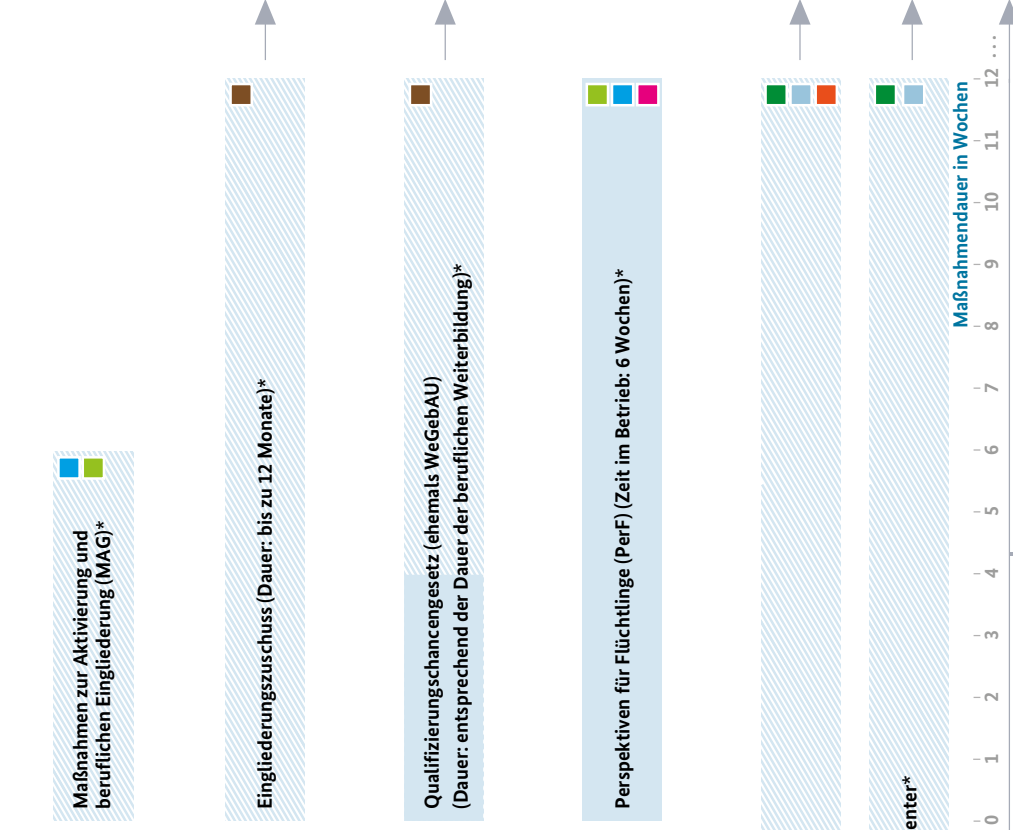 Maßnahmen zur Aktivierung und
beruflichen Eingliederung (MAG)*
Eingliederungszuschuss (Dauer: bis zu 12 Monate)*
Qualifizierungschancengesetz (ehemals WeGebAU)
(Dauer: entsprechend der Dauer der beruflichen Weiterbildung)*
Perspektiven für Flüchtlinge (PerF) (Zeit im Betrieb: 6 Wochen)*
enter*
Maßnahmendauer in Wochen
0 1 2 3 4 5 6 7 8 9 10 11 12 ...